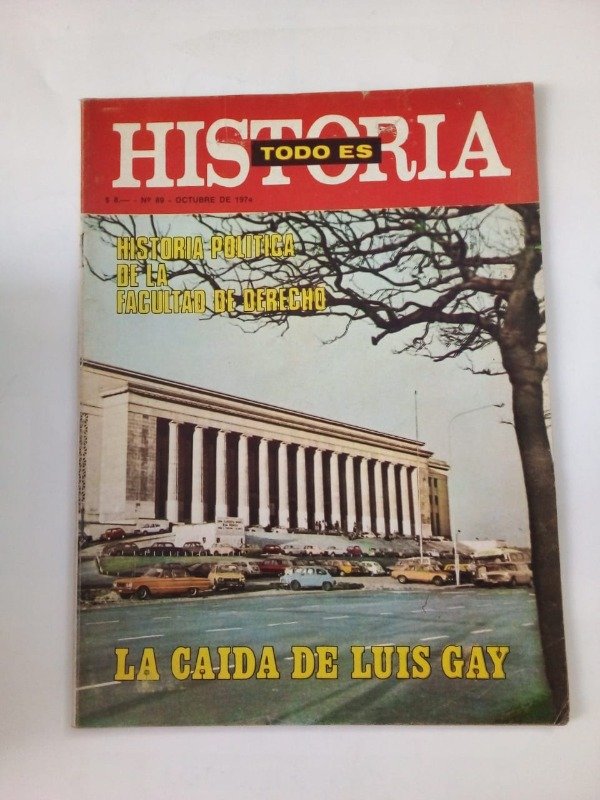 HISTORIA
TODO ES
$ 8.— - Nº 89 - OCTUBRE DE 1974
HISTORIA POLITICA
DE LA
FACULTAD DE DERECHO
LA CAIDA DE LUIS GAY